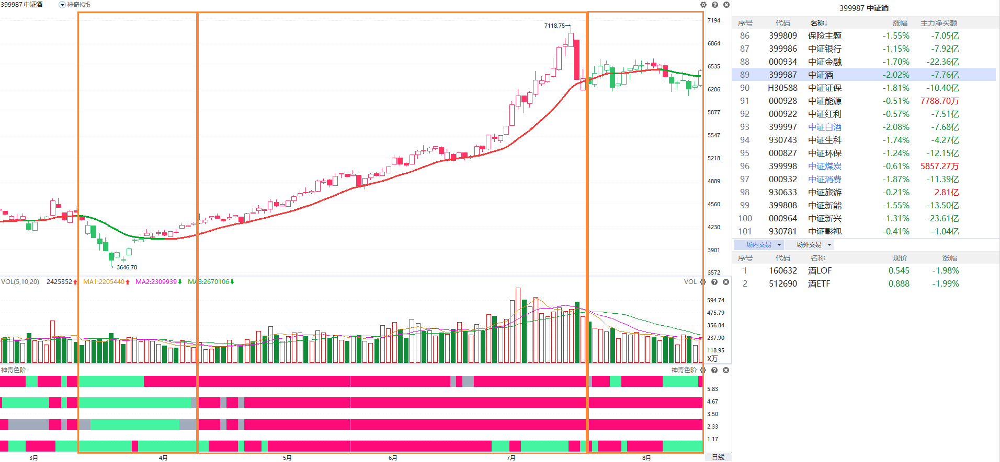 399987 中证酒 神奇K线
7118.75
3646.78
7194
6864
6535
6206
5877
5547
5218
4889
4560
4230
3901
3572
VOL(5,10,20) 2425352 MA1:2205440 MA2:2309939 MA3:2670106 VOL
594.74
475.79
356.84
237.90
118.95
X万
神奇色阶 神奇色阶
5.83
4.67
3.50
2.33
1.17
3月 4月 5月 6月 7月 8月 日线
399987 中证酒
序号 代码 名称↓ 涨幅 主力净买额
86 399809 保险主题 -1.55% -7.05亿
87 399986 中证银行 -1.15% -7.92亿
88 000934 中证金融 -1.70% -22.36亿
89 399987 中证酒 -2.02% -7.76亿
90 H30588 中证证保 -1.81% -10.40亿
91 000928 中证能源 -0.51% 7788.70万
92 000922 中证红利 -0.57% -7.51亿
93 399997 中证白酒 -2.08% -7.68亿
94 930743 中证生科 -1.74% -4.27亿
95 000827 中证环保 -1.24% -12.15亿
96 399998 中证煤炭 -0.61% 5857.27万
97 000932 中证消费 -1.87% -11.39亿
98 930633 中证旅游 -0.21% 2.81亿
99 399808 中证新能 -1.55% -13.50亿
100 000964 中证新兴 -1.31% -23.61亿
101 930781 中证影视 -0.41% -1.04亿
场内交易 场外交易
序号 代码 名称 现价 涨幅
1 160632 酒LOF 0.545 -1.98%
2 512690 酒ETF 0.888 -1.99%